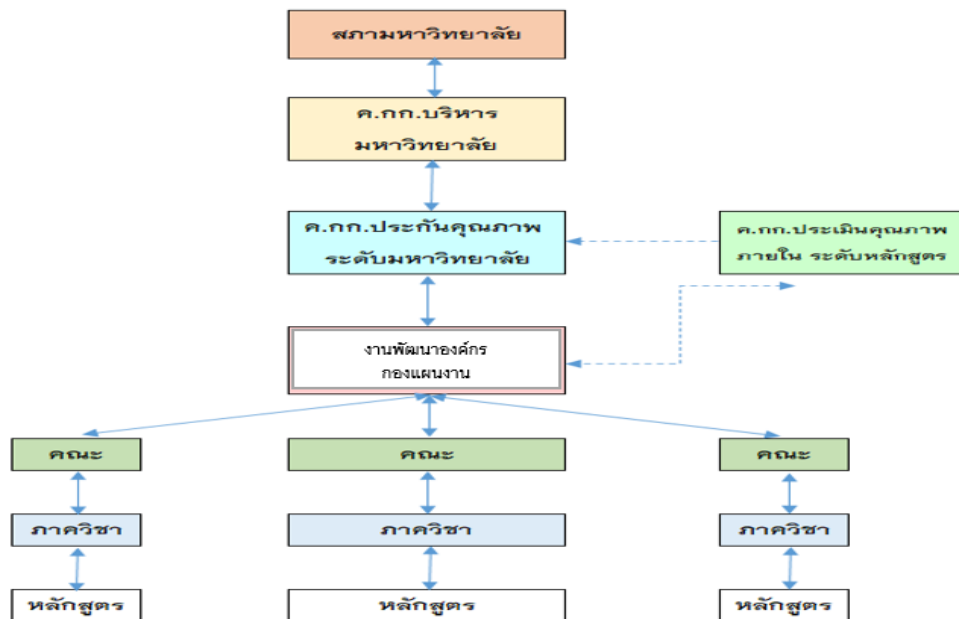 สภามหาวิทยาลัย
ค.กก.บริหาร
มหาวิทยาลัย
ค.กก.ประกันคุณภาพ
ระดับมหาวิทยาลัย
ค.กก.ประเมินคุณภาพ
ภายใน ระดับหลักสูตร
งานพัฒนาองค์กร
กองแผนงาน
คณะ
คณะ
คณะ
ภาควิชา
ภาควิชา
ภาควิชา
หลักสูตร
หลักสูตร
หลักสูตร